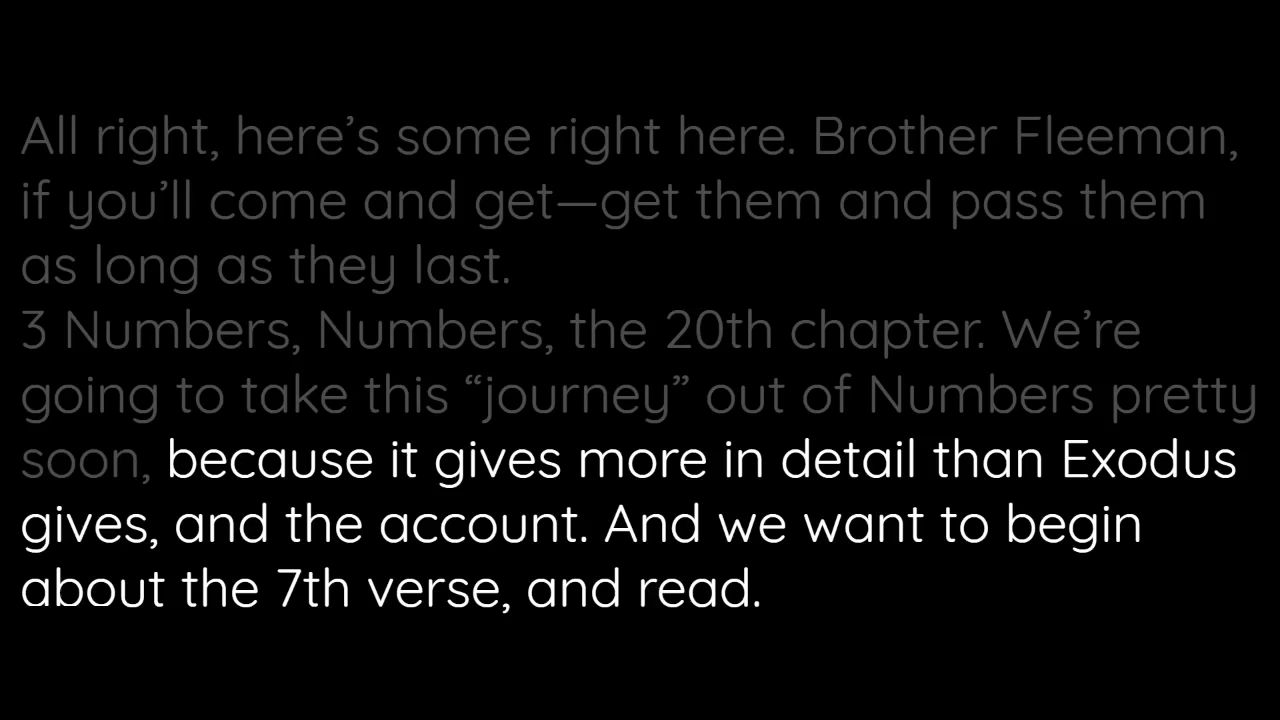 All right, here’s some right here. Brother Fleeman,
if you’ll come and get—get them and pass them
as long as they last.
3 Numbers, Numbers, the 20th chapter. We’re
going to take this “journey” out of Numbers pretty
soon, because it gives more in detail than Exodus
gives, and the account. And we want to begin
about the 7th verse, and read.